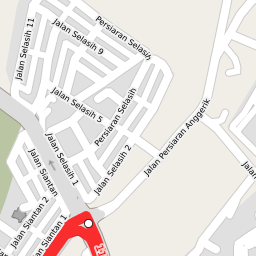 Jalan Selasih 11
Persiaran Selasih
Jalan Selasih 9
Jalan Selasih 5
Persiaran Selasih
Jalan Persiaran Anggerik
Jalan Selasih 2
Jalan Selasih 1
Jalan Siantan
Jalan Siantan 2
Jalan Siantan 1